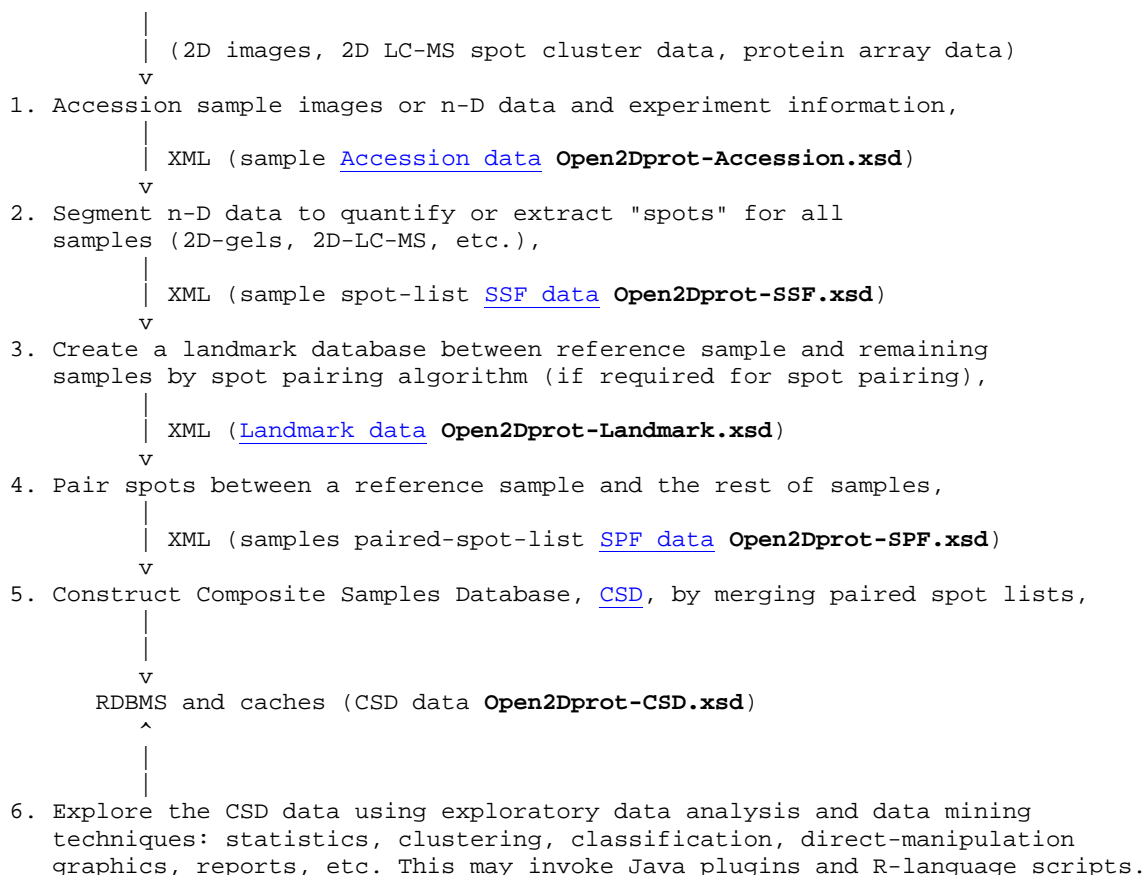 (2D images, 2D LC-MS spot cluster data, protein array data)
v
1. Accession sample images or n-D data and experiment information,
| XML (sample Accession data Open2Dprot-Accession.xsd)
v
2. Segment n-D data to quantify or extract "spots" for all
samples (2D-gels, 2D-LC-MS, etc.),
| XML (sample spot-list SSF data Open2Dprot-SSF.xsd)
v
3. Create a landmark database between reference sample and remaining
samples by spot pairing algorithm (if required for spot pairing),
| XML (Landmark data Open2Dprot-Landmark.xsd)
v
4. Pair spots between a reference sample and the rest of samples,
| XML (samples paired-spot-list SPF data Open2Dprot-SPF.xsd)
v
5. Construct Composite Samples Database, CSD, by merging paired spot lists,
v
RDBMS and caches (CSD data Open2Dprot-CSD.xsd)
^
6. Explore the CSD data using exploratory data analysis and data mining
techniques: statistics, clustering, classification, direct-manipulation
graphics, reports, etc. This may invoke Java plugins and R-language scripts.